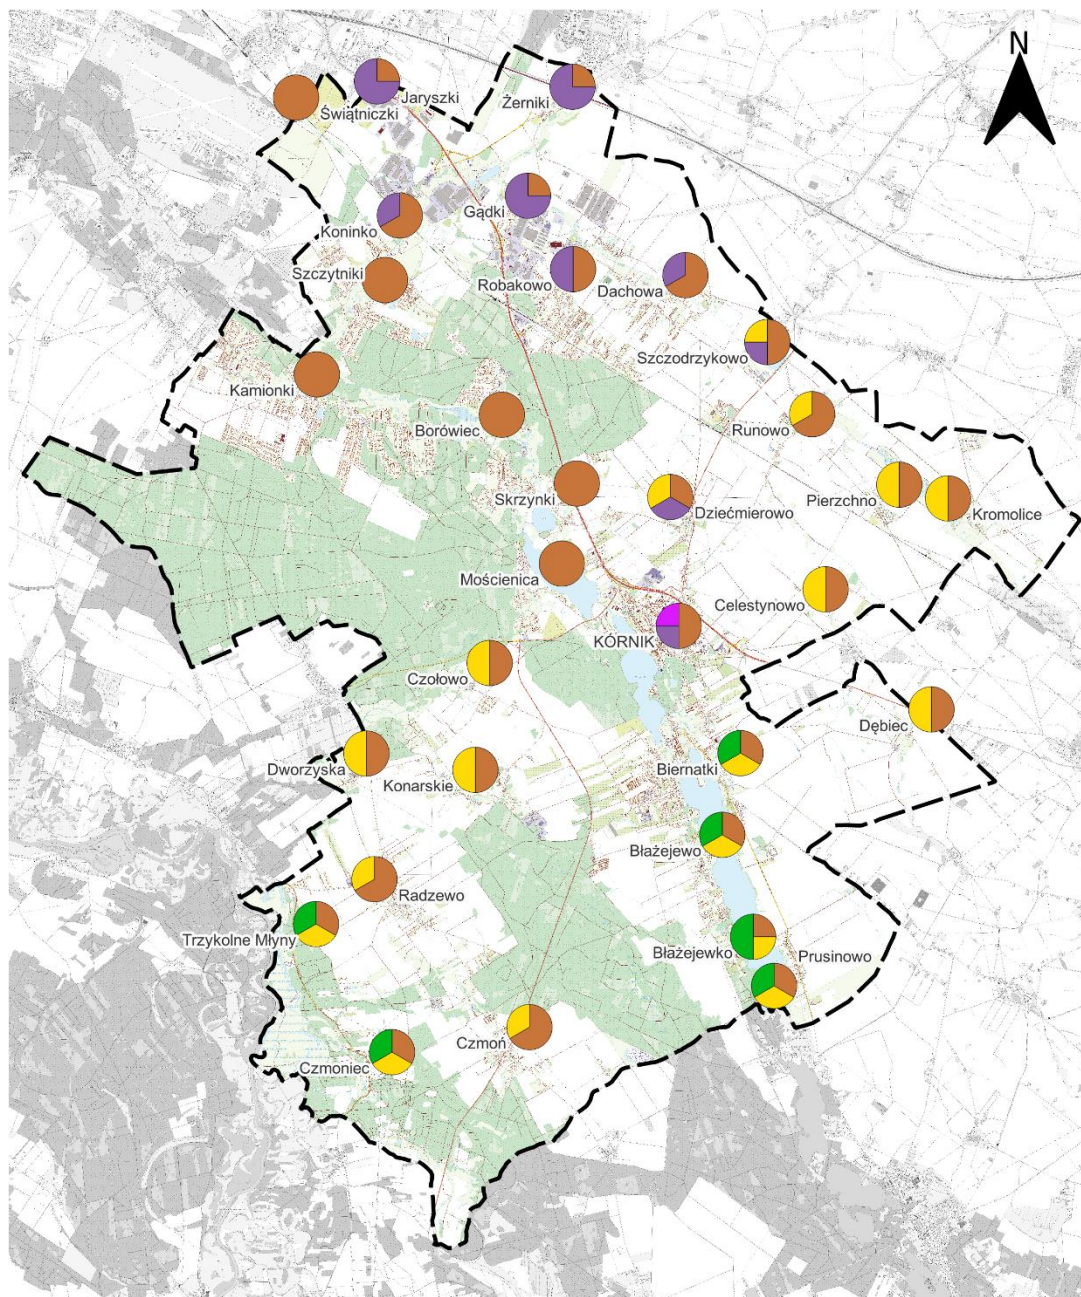 N
Jaryszki
Świątniczki
Żerniki
Gądki
Koninko
Szczytniki
Robakowo
Dachowa
Szczodrzykowo
Kamionki
Borówiec
Runowo
Skrzynki
Dziećmierowo
Pierzchno
Kromolice
Mościenica
Celestynowo
KÓRNIK
Czołowo
Dębiec
Dworzyska
Konarskie
Biernatki
Błażejewo
Radzewo
Trzykolne Młyny
Błażejewko
Prusinowo
Czmoń
Czmoniec